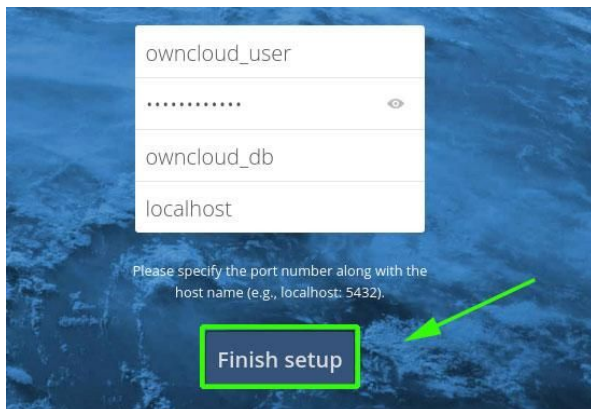 owncloud_user
••••••••••••
owncloud_db
localhost
Please specify the port number along with the
host name (e.g., localhost: 5432).
Finish setup